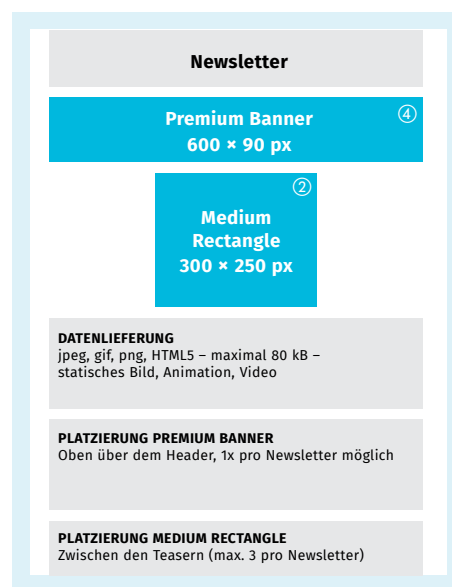 Newsletter
Premium Banner ④
600 × 90 px
②
Medium
Rectangle
300 × 250 px
DATENLIEFERUNG
jpeg, gif, png, HTML5 – maximal 80 kB –
statisches Bild, Animation, Video
PLATZIERUNG PREMIUM BANNER
Oben über dem Header, 1x pro Newsletter möglich
PLATZIERUNG MEDIUM RECTANGLE
Zwischen den Teasern (max. 3 pro Newsletter)